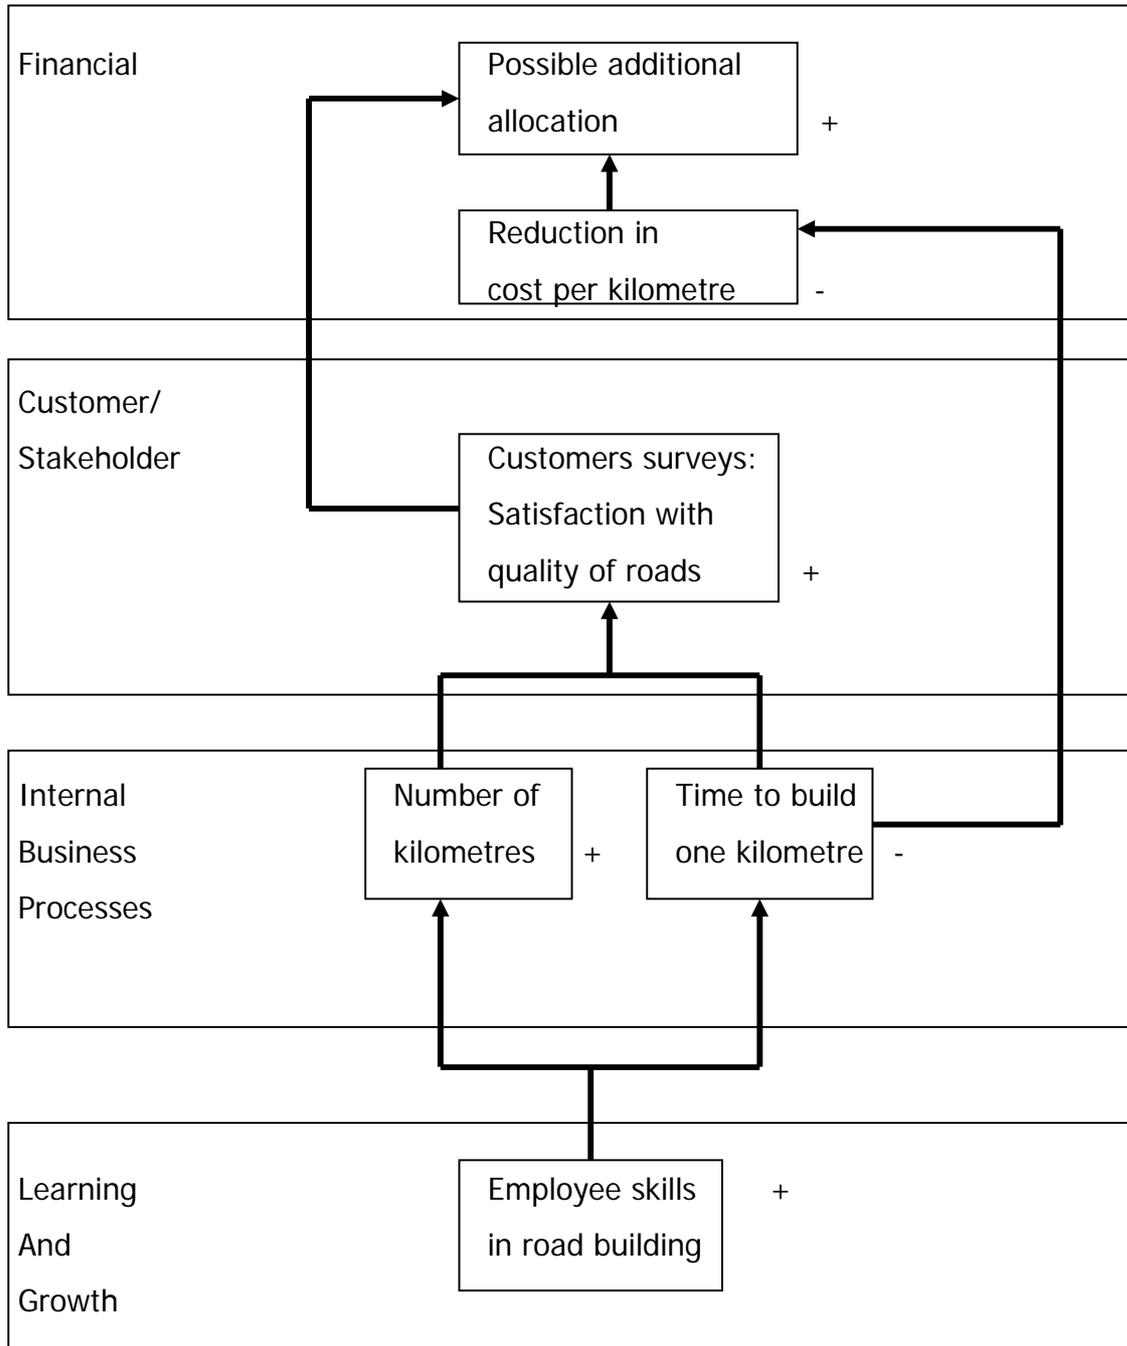 Financial
Possible additional
allocation
+
Reduction in
cost per kilometre
-
Customer/
Stakeholder
Customers surveys:
Satisfaction with
quality of roads
+
Internal
Business
Processes
Number of
kilometres
+
Time to build
one kilometre
-
Learning
And
Growth
Employee skills
in road building
+